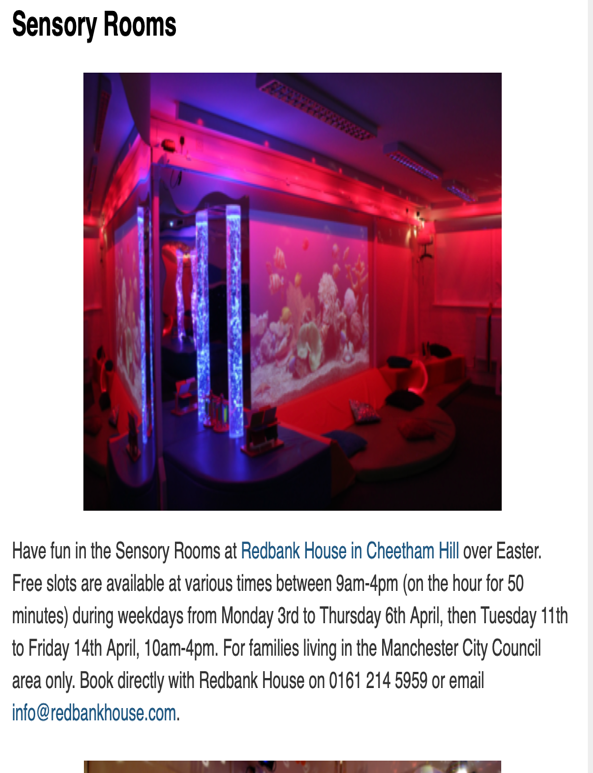 Sensory Rooms
Have fun in the Sensory Rooms at Redbank House in Cheetham Hill over Easter.
Free slots are available at various times between 9am-4pm (on the hour for 50
minutes) during weekdays from Monday 3rd to Thursday 6th April, then Tuesday 11th
to Friday 14th April, 10am-4pm. For families living in the Manchester City Council
area only. Book directly with Redbank House on 0161 214 5959 or email
info@redbankhouse.com.